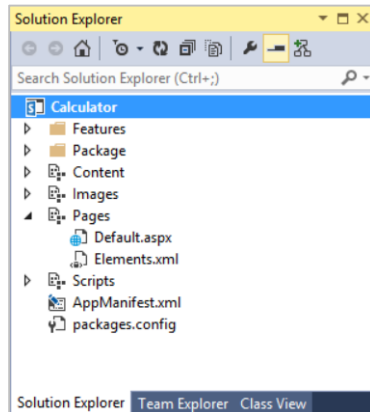 Solution Explorer
Search Solution Explorer (Ctrl+;)
Calculator
Features
Package
Content
Images
Pages
Default.aspx
Elements.xml
Scripts
AppManifest.xml
packages.config
Solution Explorer Team Explorer Class View